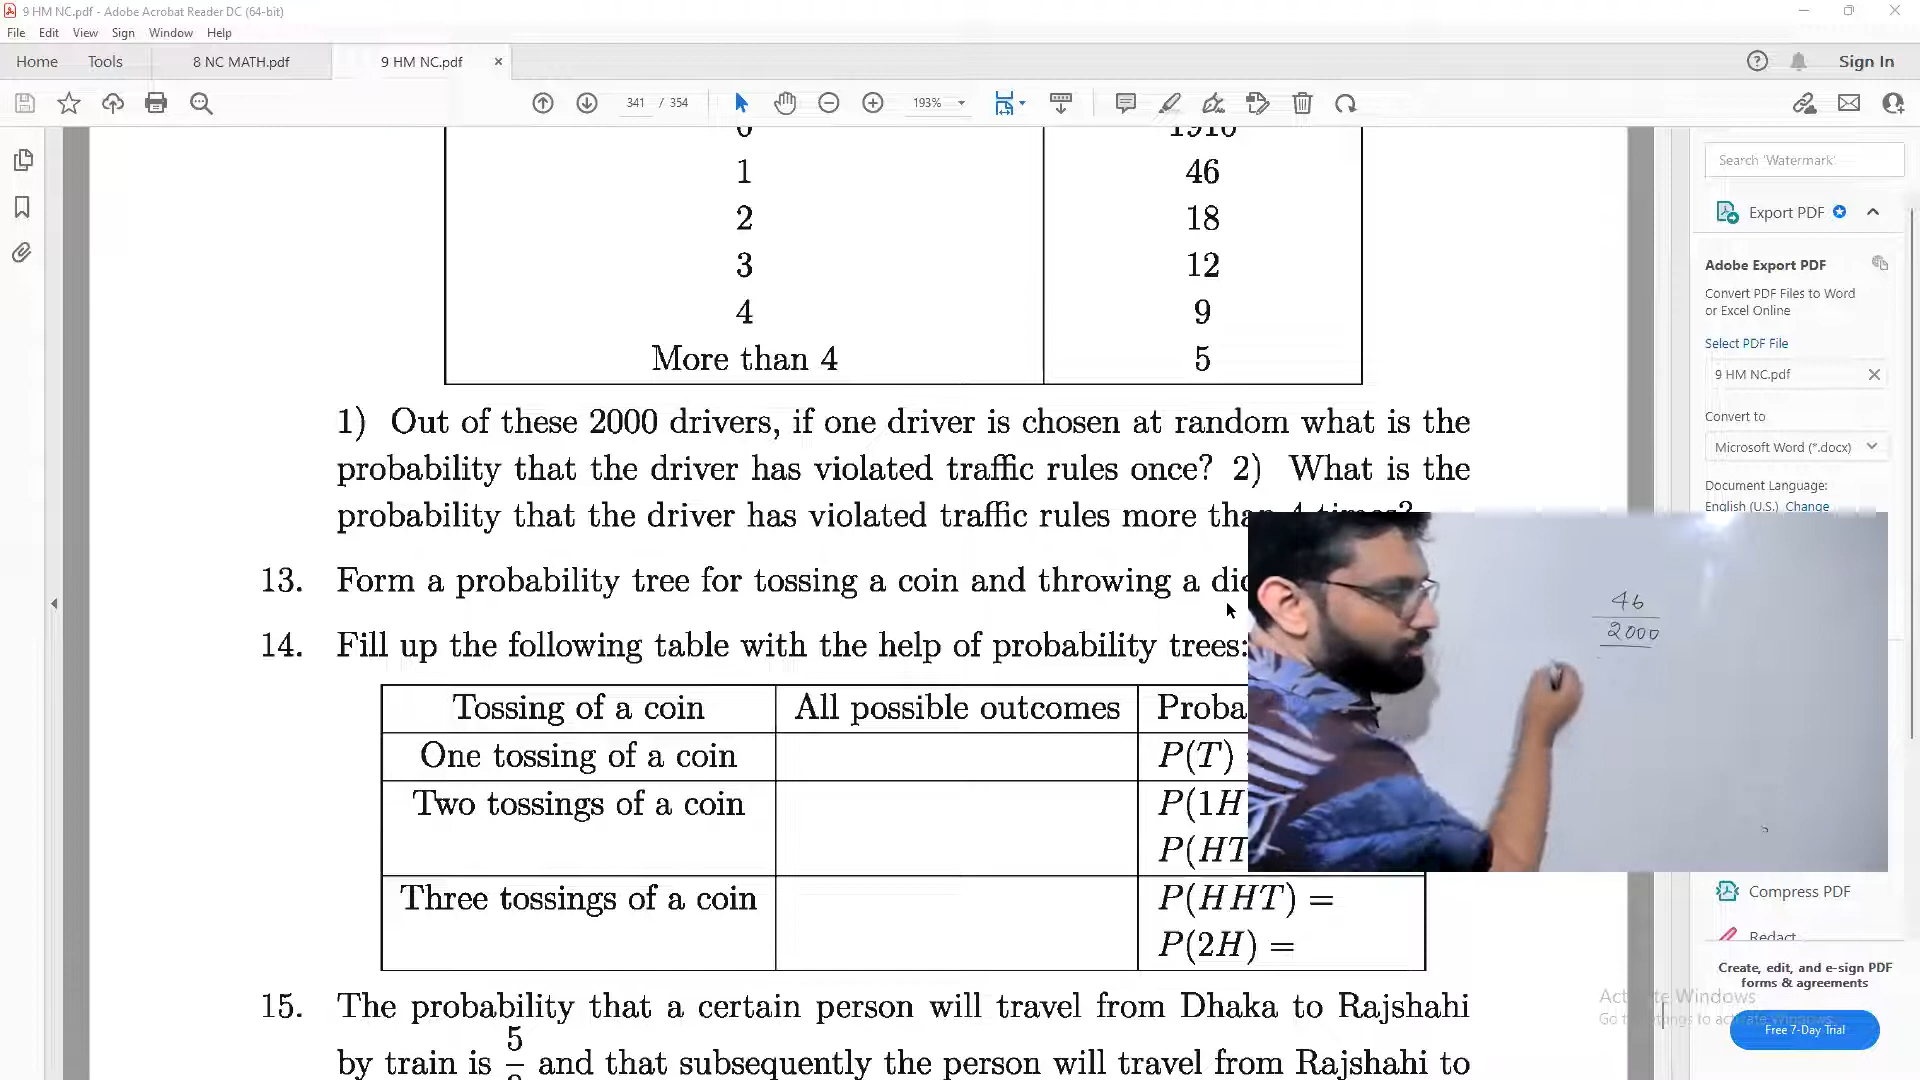 9 HM NC.pdf - Adobe Acrobat Reader DC (64-bit)
File Edit View Sign Window Help
Home Tools 8 NC MATH.pdf 9 HM NC.pdf × Sign In
341 / 354 193%
1 46
2 18
3 12
4 9
More than 4 5
1) Out of these 2000 drivers, if one driver is chosen at random what is the
probability that the driver has violated traffic rules once? 2) What is the
probability that the driver has violated traffic rules more than 4 times?
13. Form a probability tree for tossing a coin and throwing a
14. Fill up the following table with the help of probability trees:
Tossing of a coin All possible outcomes
One tossing of a coin P(T)
Two tossings of a coin P(1H
P(HT
Three tossings of a coin P(HHT) =
P(2H) =
15. The probability that a certain person will travel from Dhaka to Rajshahi
by train is 5 and that subsequently the person will travel from Rajshahi to
46
2000
Search 'Watermark'
Export PDF
Adobe Export PDF
Convert PDF Files to Word
or Excel Online
Select PDF File
9 HM NC.pdf
Convert to
Microsoft Word (*.docx)
Document Language:
English (U.S.) Change
Compress PDF
Redact
Create, edit, and e-sign PDF
forms & agreements
Free 7-Day Trial